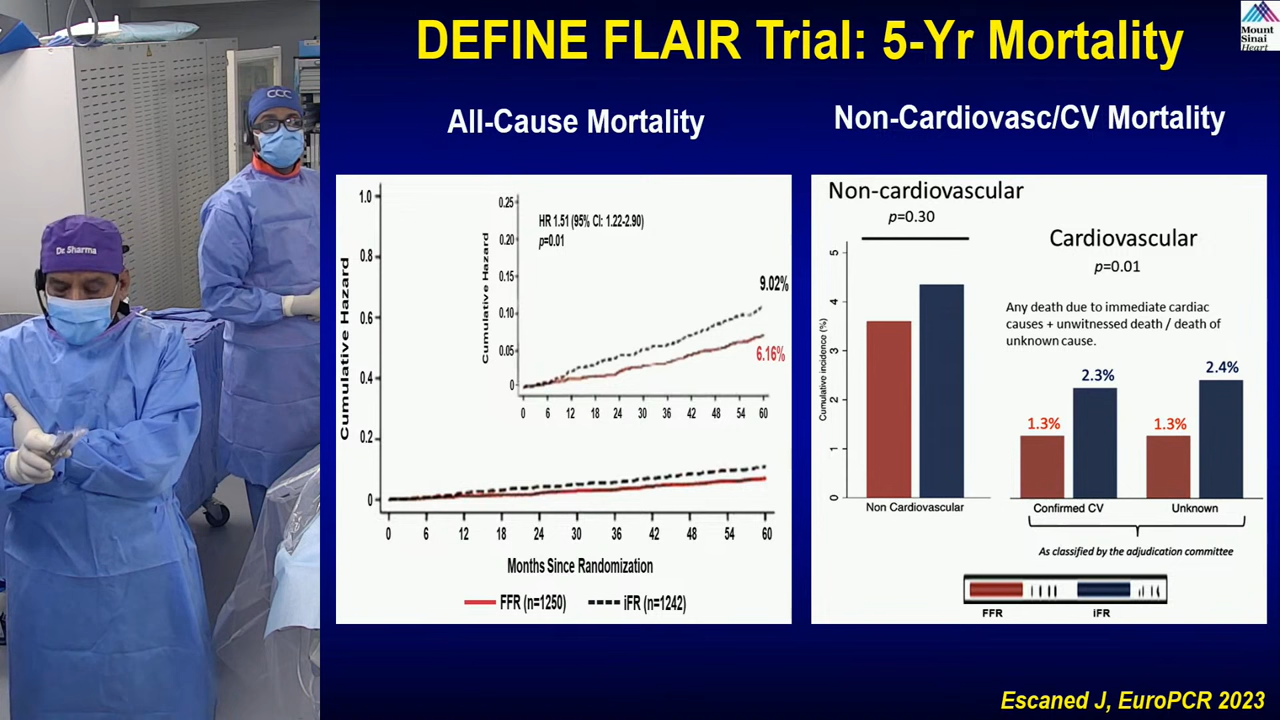 DEFINE FLAIR Trial: 5-Yr Mortality
Mount
Sinai
Heart
CCC
Dr. Sharma
All-Cause Mortality
1.0
0.8
0.6
0.4
0.2
0
Cumulative Hazard
0.25
0.20
0.15
0.10
0.05
0
Cumulative Hazard
HR 1.51 (95% CI: 1.22-2.90)
p=0.01
9.02%
6.16%
0 6 12 18 24 30 36 42 48 54 60
0 6 12 18 24 30 36 42 48 54 60
Months Since Randomization
FFR (n=1250) iFR (n=1242)
Non-Cardiovasc/CV Mortality
Non-cardiovascular
p=0.30
Cardiovascular
p=0.01
Any death due to immediate cardiac
causes + unwitnessed death / death of
unknown cause.
5
4
3
2
1
0
Cumulative incidence (%)
1.3% 2.3% 1.3% 2.4%
Non Cardiovascular Confirmed CV Unknown
As classified by the adjudication committee
FFR iFR
Escaned J, EuroPCR 2023